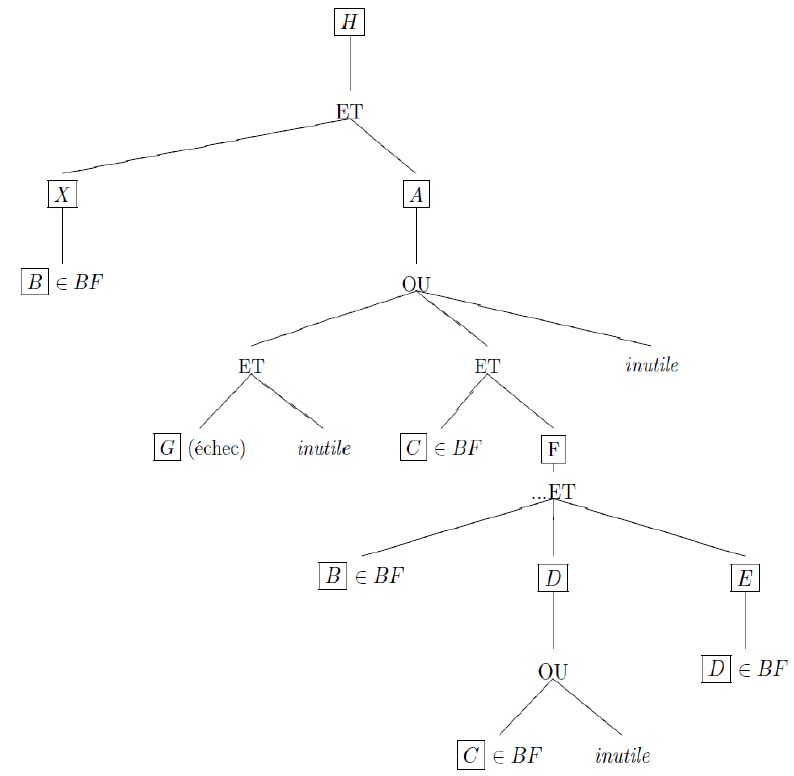 H
ET
X A
B ∈ BF
OU
ET ET inutile
G (échec) inutile C ∈ BF F
...ET
B ∈ BF D E
OU D ∈ BF
C ∈ BF inutile